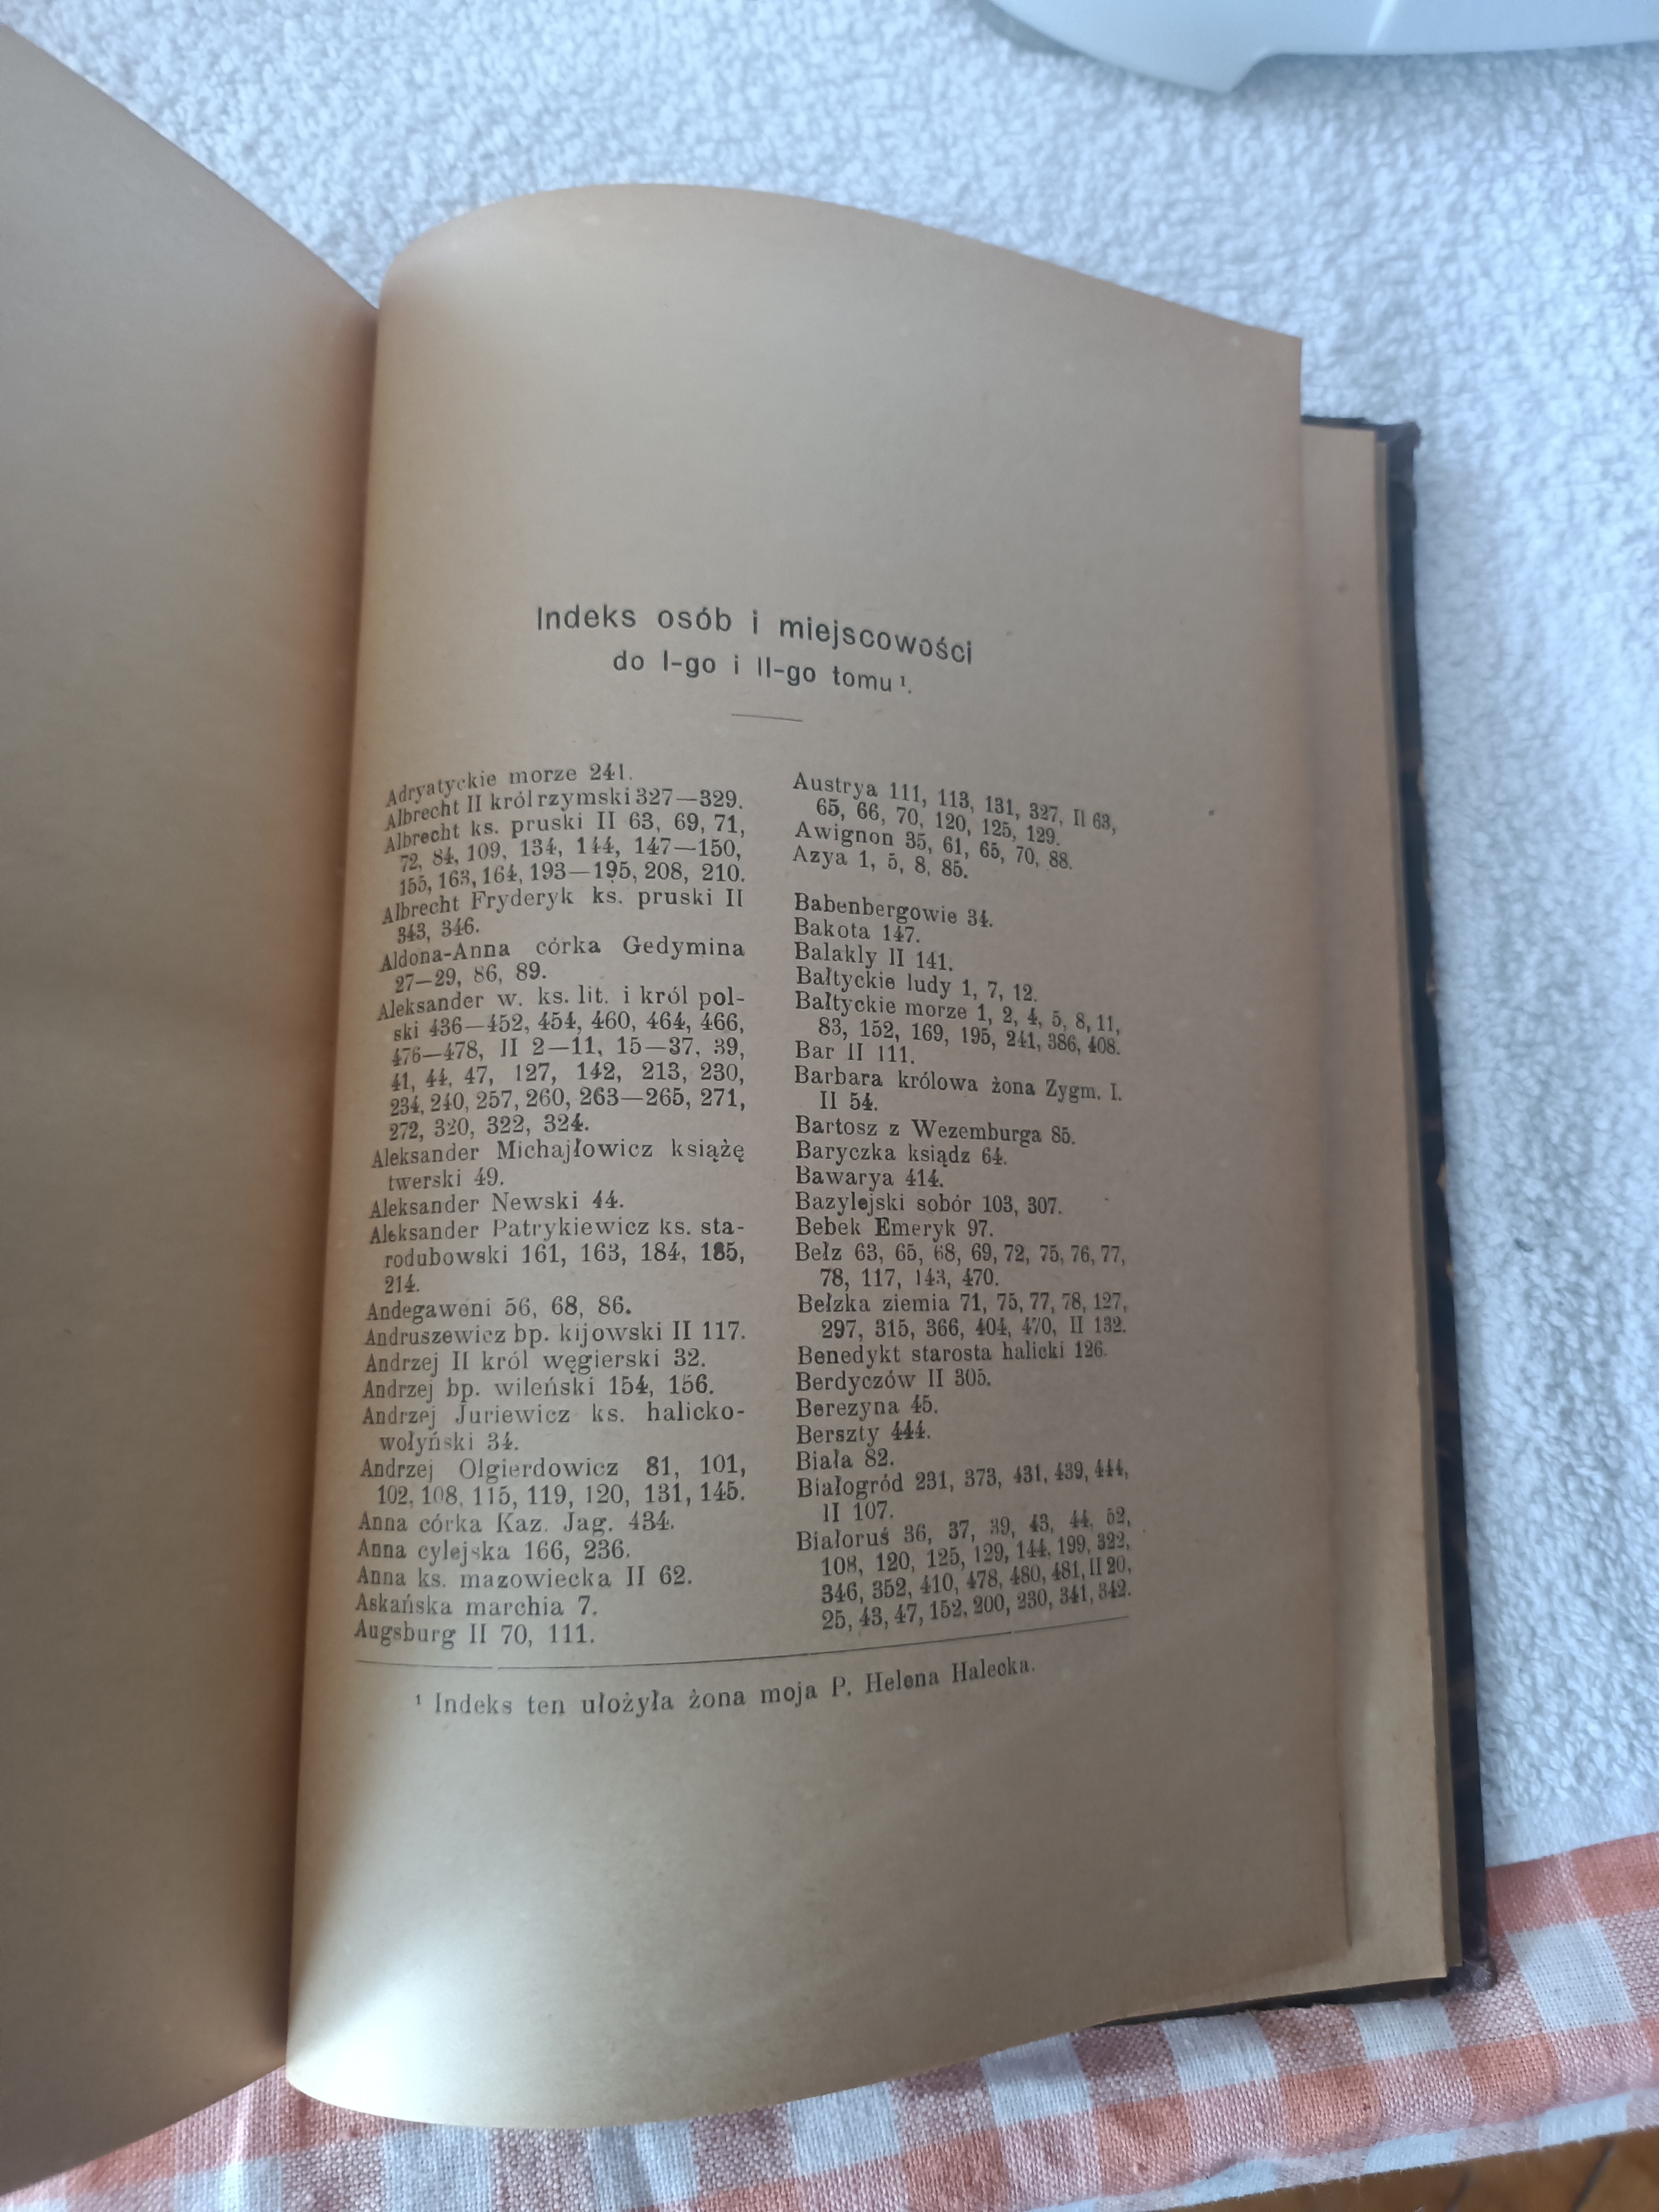 Indeks osób i miejscowości
do I-go i II-go tomu ¹.
Adryatyckie morze 241.
Albrecht II król rzymski 327—329.
Albrecht ks. pruski II 63, 69, 71,
72, 84, 109, 134, 144, 147—150,
155, 163, 164, 193—195, 208, 210.
Albrecht Fryderyk ks. pruski II
343, 346.
Aldona-Anna córka Gedymina
27—29, 86, 89.
Aleksander w. ks. lit. i król pol-
ski 436—452, 454, 460, 464, 466,
476—478, II 2—11, 15—37, 39,
41, 44, 47, 127, 142, 213, 230,
234, 240, 257, 260, 263—265, 271,
272, 320, 322, 324.
Aleksander Michajłowicz książę
twerski 49.
Aleksander Newski 44.
Aleksander Patrykiewicz ks. sta-
rodubowski 161, 163, 184, 185,
214.
Andegaweni 56, 68, 86.
Andruszewicz bp. kijowski II 117.
Andrzej II król węgierski 32.
Andrzej bp. wileński 154, 156.
Andrzej Juriewicz ks. halicko-
wołyński 34.
Andrzej Olgierdowicz 81, 101,
102, 108, 115, 119, 120, 131, 145.
Anna córka Kaz. Jag. 434.
Anna cylejska 166, 236.
Anna ks. mazowiecka II 62.
Askańska marchia 7.
Augsburg II 70, 111.
Austrya 111, 113, 131, 327, II 63,
65, 66, 70, 120, 125, 129.
Awignon 35, 61, 65, 70, 88.
Azya 1, 5, 8, 85.
Babenbergowie 34.
Bakota 147.
Balakly II 141.
Bałtyckie ludy 1, 7, 12.
Bałtyckie morze 1, 2, 4, 5, 8, 11,
83, 152, 169, 195, 241, 386, 408.
Bar II 111.
Barbara królowa żona Zygm. I.
II 54.
Bartosz z Wezemburga 85.
Baryczka ksiądz 64.
Bawarya 414.
Bazylejski sobór 103, 307.
Bebek Emeryk 97.
Bełz 63, 65, 68, 69, 72, 75, 76, 77,
78, 117, 143, 470.
Bełzka ziemia 71, 75, 77, 78, 127,
297, 315, 366, 404, 470, II 132.
Benedykt starosta halicki 126.
Berdyczów II 305.
Berezyna 45.
Berszty 444.
Biała 82.
Białogród 231, 373, 431, 439, 444,
II 107.
Białoruś 36, 37, 39, 43, 44, 52,
108, 120, 125, 129, 144, 199, 322,
346, 352, 410, 478, 480, 481, II 20,
25, 43, 47, 152, 200, 230, 341, 342.
¹ Indeks ten ułożyła żona moja P. Helena Halecka.